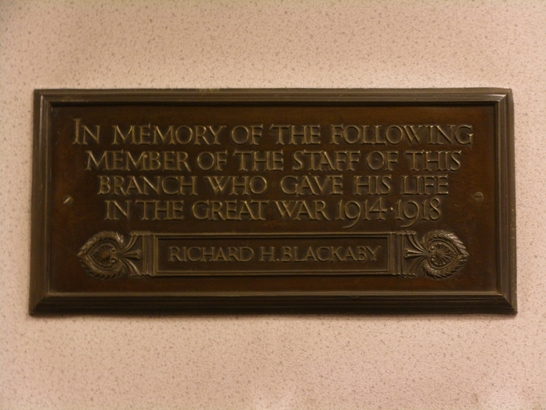 IN MEMORY OF THE FOLLOWING
MEMBER OF THE STAFF OF THIS
BRANCH WHO GAVE HIS LIFE
IN THE GREAT WAR 1914·1918
RICHARD H. BLACKABY